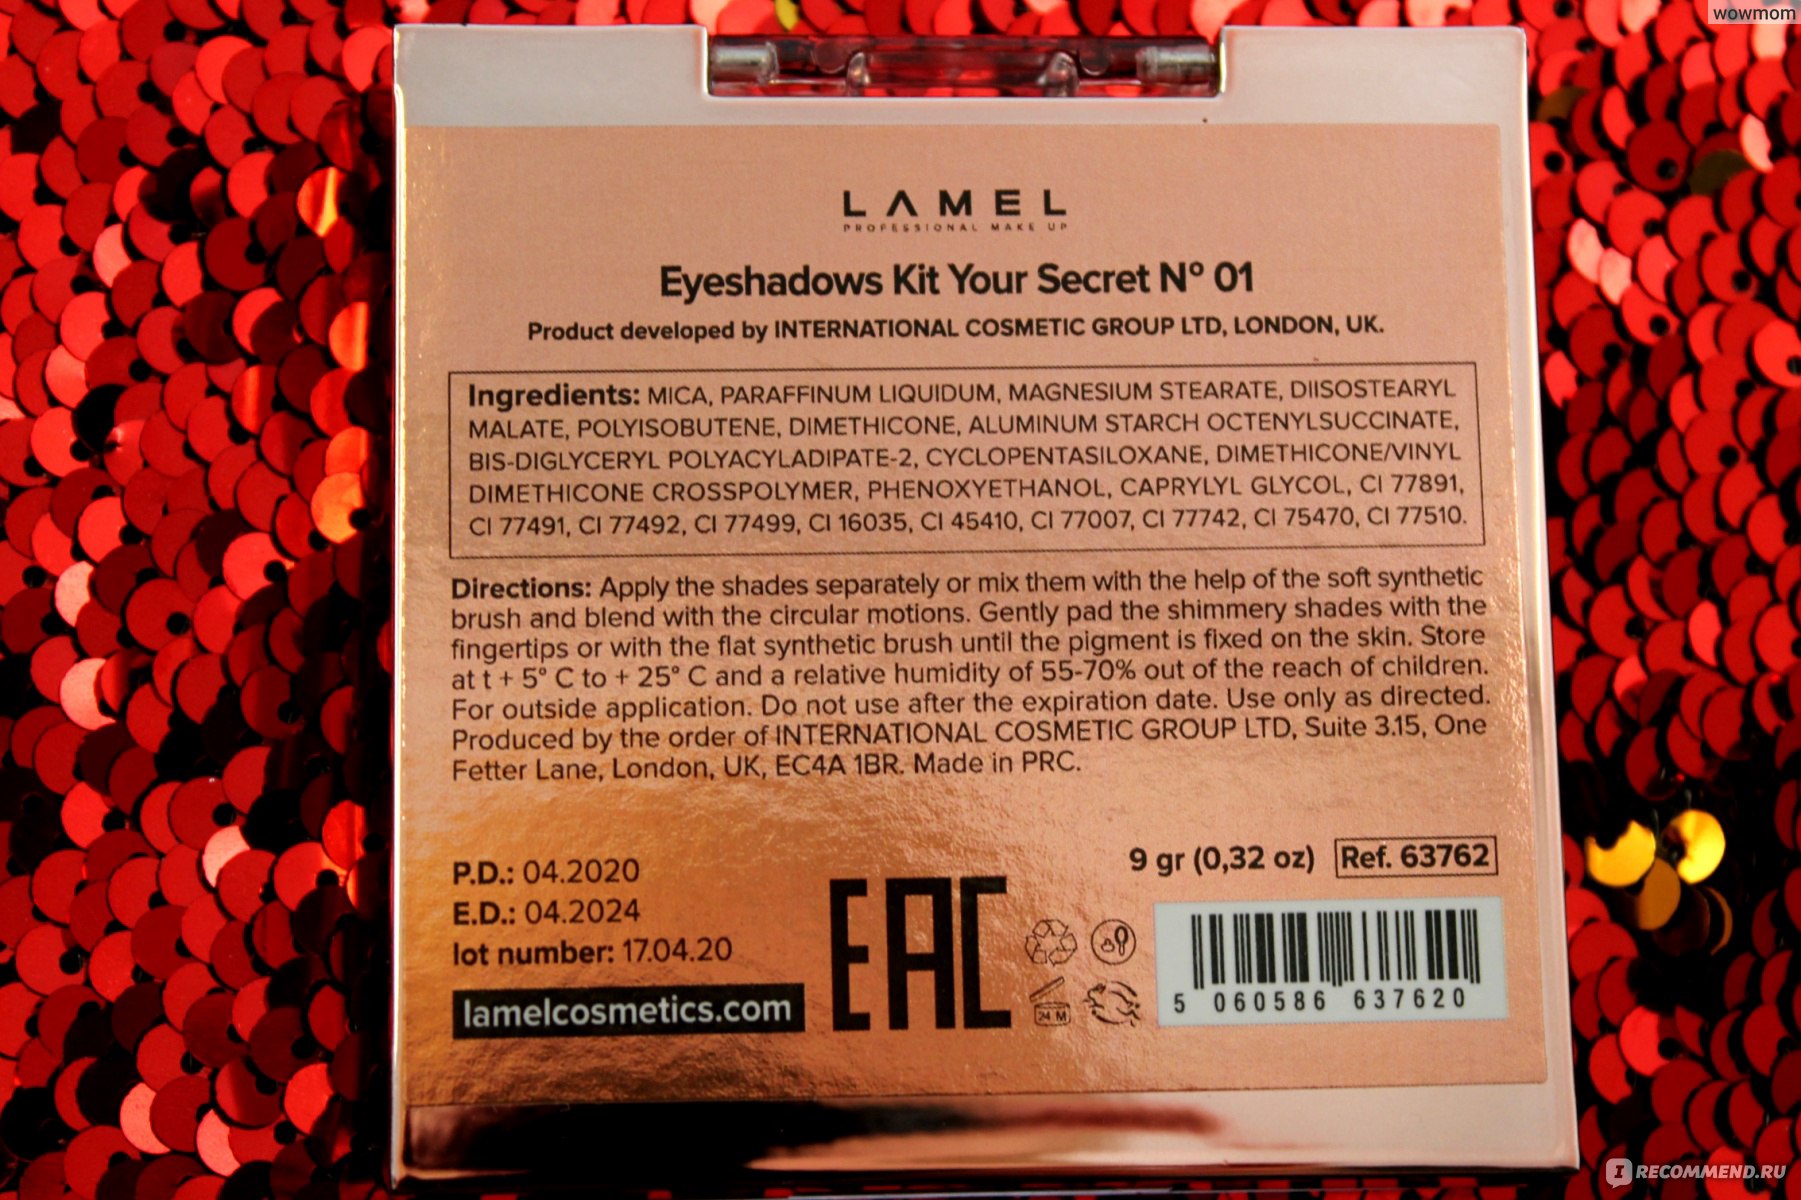 wowmom
LAMEL
PROFESSIONAL MAKE UP
Eyeshadows Kit Your Secret Nº 01
Product developed by INTERNATIONAL COSMETIC GROUP LTD, LONDON, UK.
Ingredients: MICA, PARAFFINUM LIQUIDUM, MAGNESIUM STEARATE, DIISOSTEARYL
MALATE, POLYISOBUTENE, DIMETHICONE, ALUMINUM STARCH OCTENYLSUCCINATE,
BIS-DIGLYCERYL POLYACYLADIPATE-2, CYCLOPENTASILOXANE, DIMETHICONE/VINYL
DIMETHICONE CROSSPOLYMER, PHENOXYETHANOL, CAPRYLYL GLYCOL, CI 77891,
CI 77491, CI 77492, CI 77499, CI 16035, CI 45410, CI 77007, CI 77742, CI 75470, CI 77510.
Directions: Apply the shades separately or mix them with the help of the soft synthetic
brush and blend with the circular motions. Gently pad the shimmery shades with the
fingertips or with the flat synthetic brush until the pigment is fixed on the skin. Store
at t + 5° C to + 25° C and a relative humidity of 55-70% out of the reach of children.
For outside application. Do not use after the expiration date. Use only as directed.
Produced by the order of INTERNATIONAL COSMETIC GROUP LTD, Suite 3.15, One
Fetter Lane, London, UK, EC4A 1BR. Made in PRC.
9 gr (0,32 oz) Ref. 63762
P.D.: 04.2020
E.D.: 04.2024
lot number: 17.04.20
lamelcosmetics.com
EAC
24 M
5 060586 637620
IRECOMMEND.RU